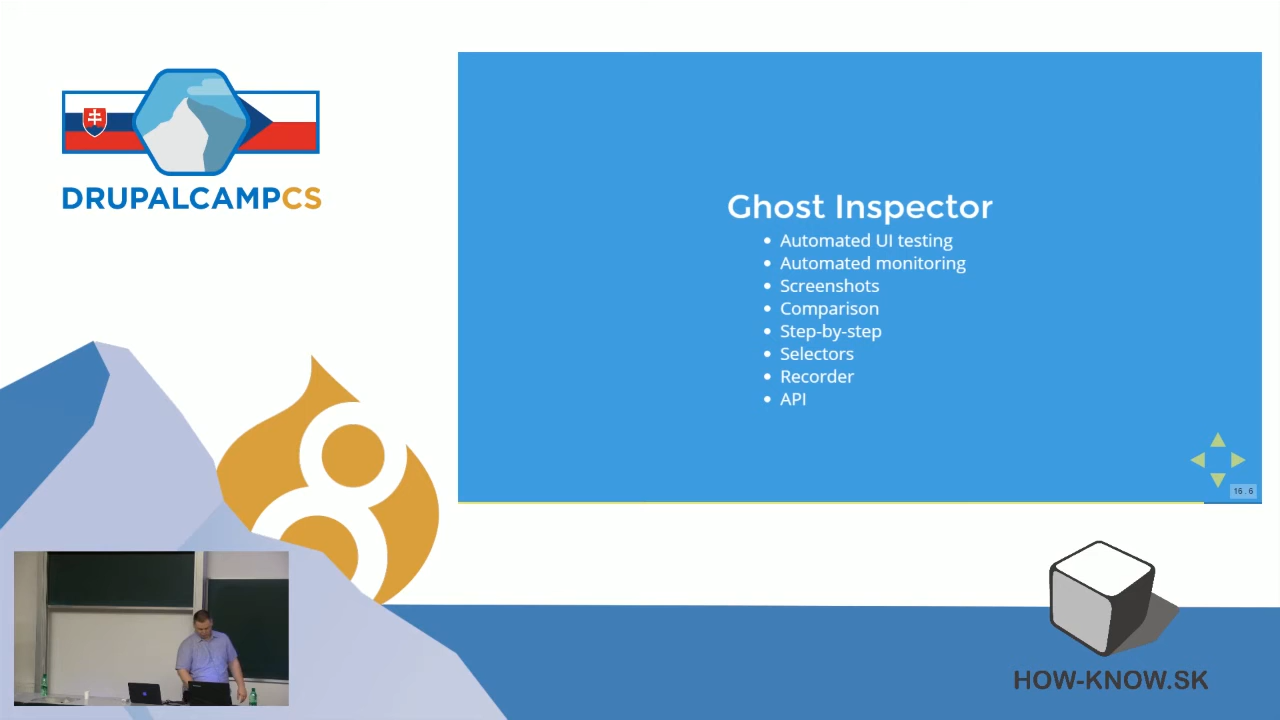 DRUPALCAMPCS
Ghost Inspector
Automated UI testing
Automated monitoring
Screenshots
Comparison
Step-by-step
Selectors
Recorder
API
16.6
HOW-KNOW.SK